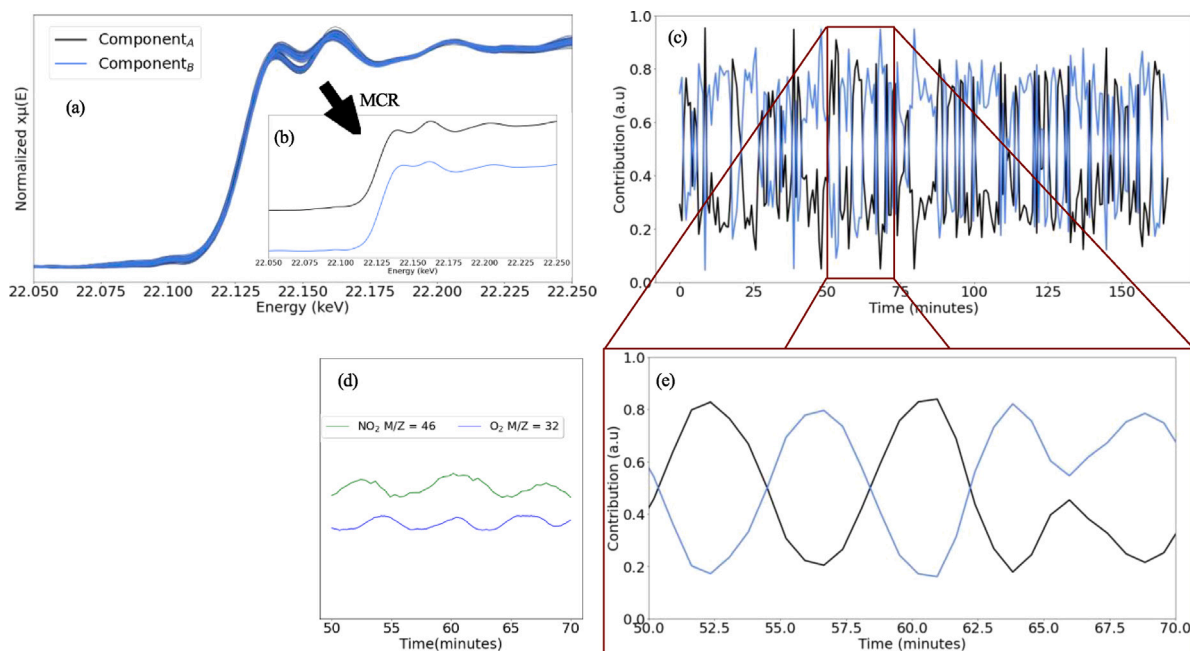 Component_A
Component_B
(a)
MCR
(b)
Normalized xμ(E)
22.050 22.075 22.100 22.125 22.150 22.175 22.200 22.225 22.250
Energy (keV)
22.050 22.075 22.100 22.125 22.150 22.175 22.200 22.225 22.250
Energy (keV)
(c)
Contribution (a.u)
1.0
0.8
0.6
0.4
0.2
0.0
0 25 50 75 100 125 150
Time (minutes)
(d)
NO₂ M/Z = 46 O₂ M/Z = 32
50 55 60 65 70
Time(minutes)
(e)
Contribution (a.u)
1.0
0.8
0.6
0.4
0.2
0.0
50.0 52.5 55.0 57.5 60.0 62.5 65.0 67.5 70.0
Time (minutes)